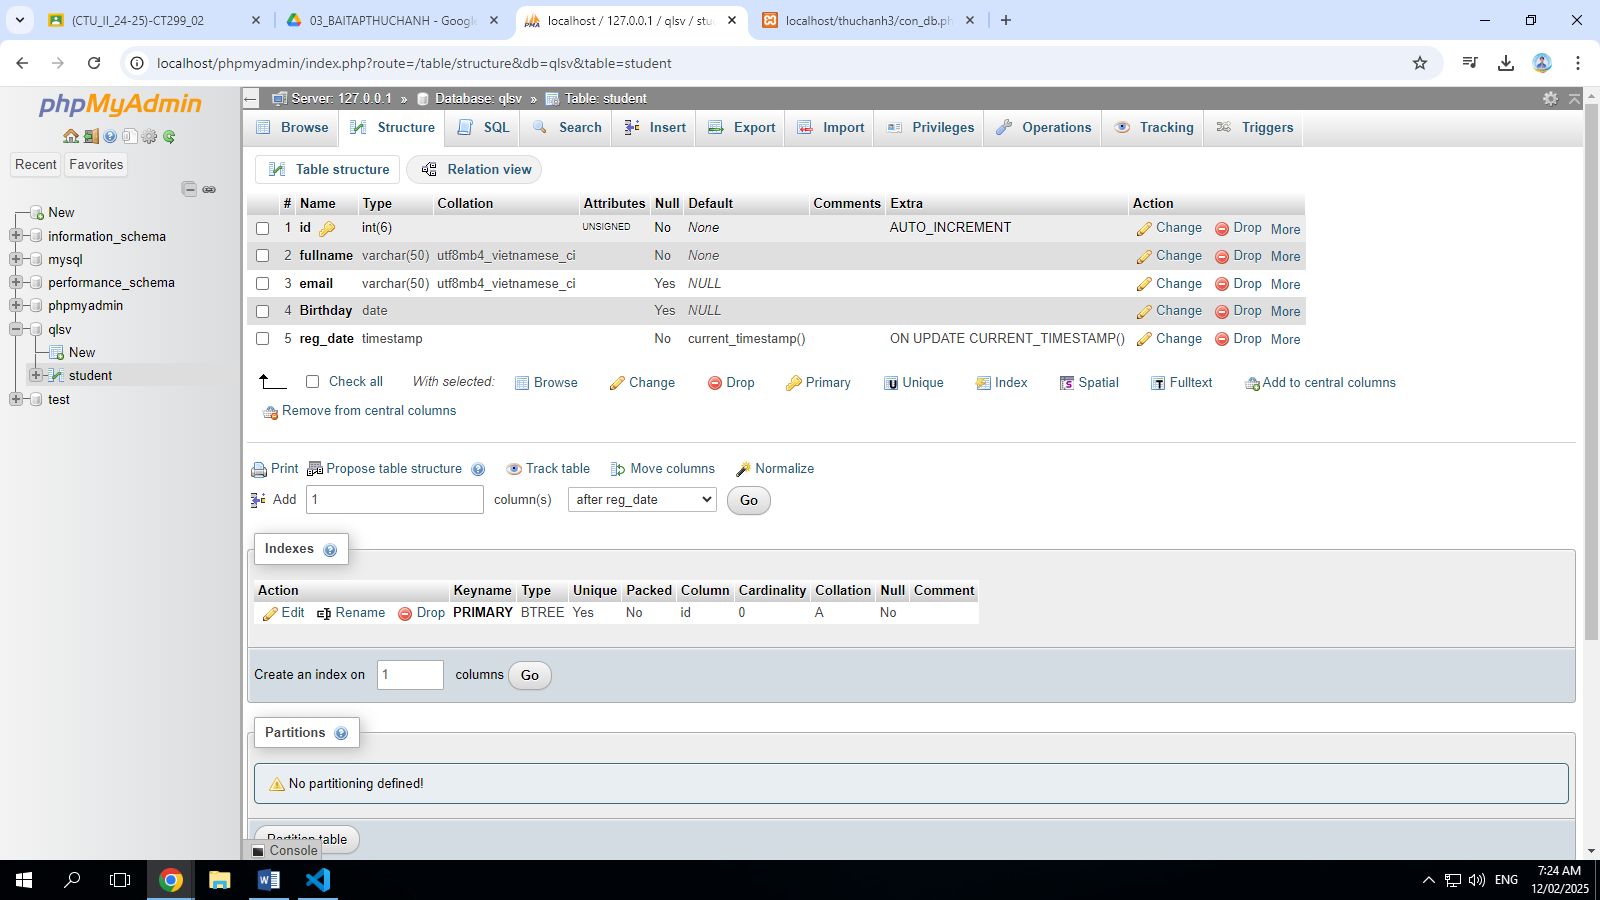 (CTU_II_24-25)-CT299_02
03_BAITAPTHUCHANH - Google
localhost / 127.0.0.1 / qlsv / stu
localhost/thuchanh3/con_db.ph
localhost/phpmyadmin/index.php?route=/table/structure&db=qlsv&table=student
phpMyAdmin
Recent
Favorites
New
information_schema
mysql
performance_schema
phpmyadmin
qlsv
New
student
test
Server: 127.0.0.1 » Database: qlsv » Table: student
Browse Structure SQL Search Insert Export Import Privileges Operations Tracking Triggers
Table structure Relation view
# Name Type Collation Attributes Null Default Comments Extra Action
1 id int(6) UNSIGNED No None AUTO_INCREMENT Change Drop More
2 fullname varchar(50) utf8mb4_vietnamese_ci No None Change Drop More
3 email varchar(50) utf8mb4_vietnamese_ci Yes NULL Change Drop More
4 Birthday date Yes NULL Change Drop More
5 reg_date timestamp No current_timestamp() ON UPDATE CURRENT_TIMESTAMP() Change Drop More
Check all With selected: Browse Change Drop Primary Unique Index Spatial Fulltext Add to central columns
Remove from central columns
Print Propose table structure Track table Move columns Normalize
Add 1 column(s) after reg_date Go
Indexes
Action Keyname Type Unique Packed Column Cardinality Collation Null Comment
Edit Rename Drop PRIMARY BTREE Yes No id 0 A No
Create an index on 1 columns Go
Partitions
No partitioning defined!
Partition table
Console
ENG
7:24 AM
12/02/2025